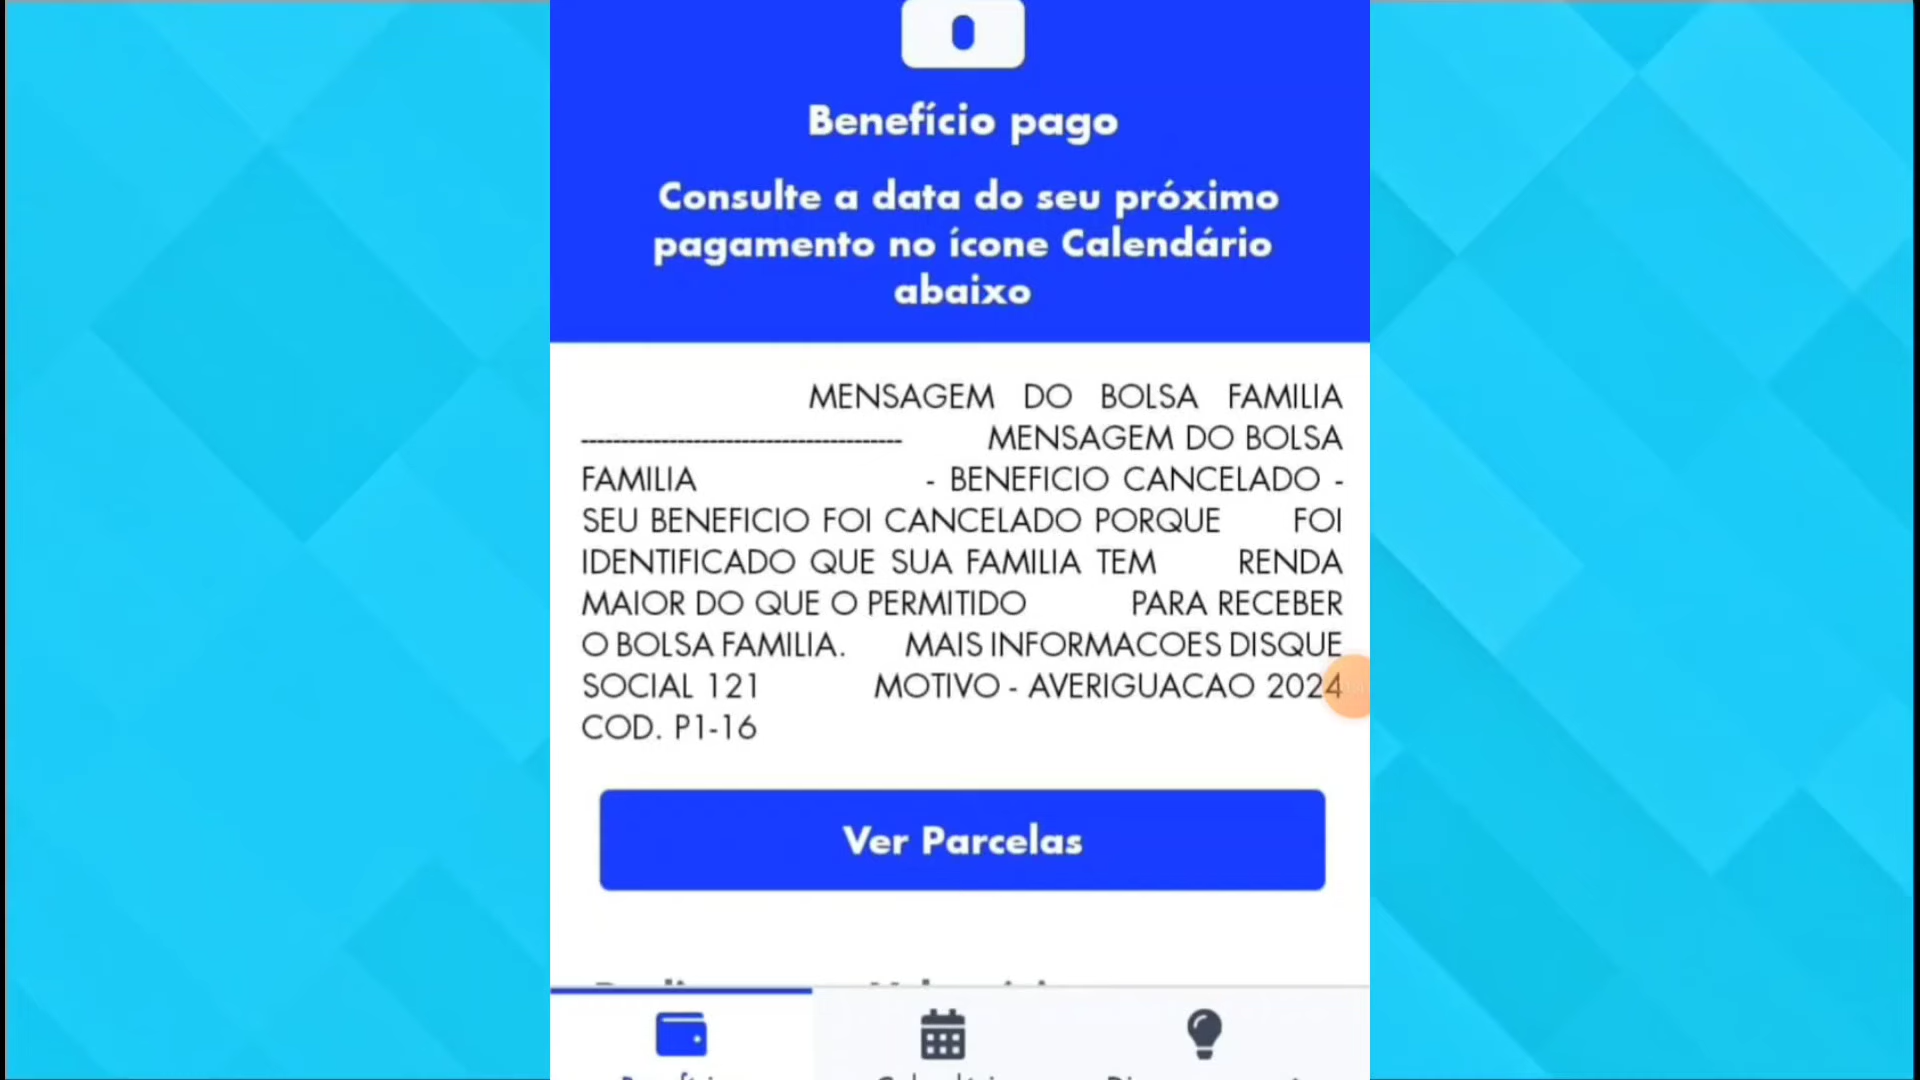 Benefício pago
Consulte a data do seu próximo
pagamento no ícone Calendário
abaixo
MENSAGEM DO BOLSA FAMILIA
---------------------------------------- MENSAGEM DO BOLSA
FAMILIA - BENEFICIO CANCELADO -
SEU BENEFICIO FOI CANCELADO PORQUE FOI
IDENTIFICADO QUE SUA FAMILIA TEM RENDA
MAIOR DO QUE O PERMITIDO PARA RECEBER
O BOLSA FAMILIA. MAIS INFORMACOES DISQUE
SOCIAL 121 MOTIVO - AVERIGUACAO 2024
COD. P1-16
Ver Parcelas